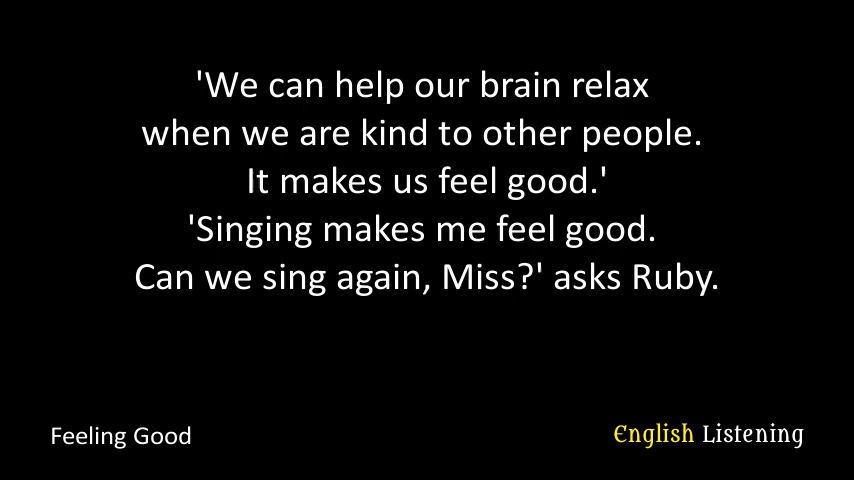 'We can help our brain relax
when we are kind to other people.
It makes us feel good.'
'Singing makes me feel good.
Can we sing again, Miss?' asks Ruby.
Feeling Good
English Listening